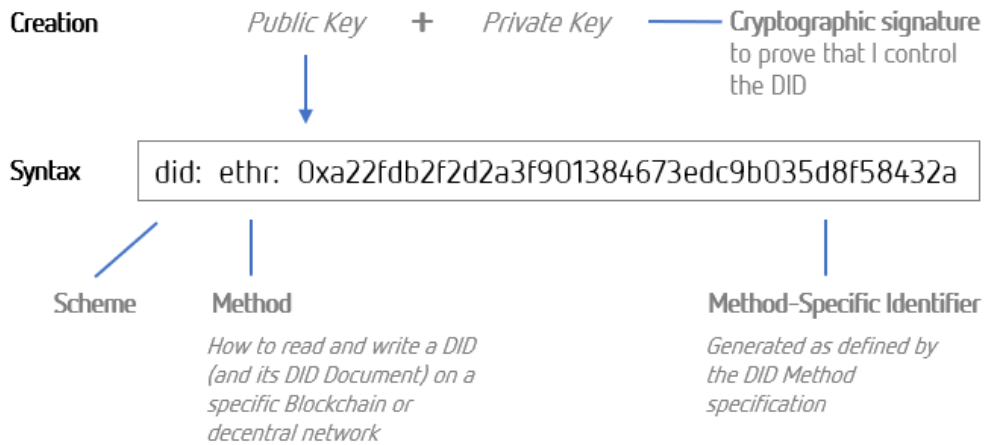 Creation
Public Key + Private Key
Cryptographic signature
to prove that I control
the DID
Syntax
did: ethr: 0xa22fdb2f2d2a3f901384673edc9b035d8f58432a
Scheme
Method
How to read and write a DID
(and its DID Document) on a
specific Blockchain or
decentral network
Method-Specific Identifier
Generated as defined by
the DID Method
specification